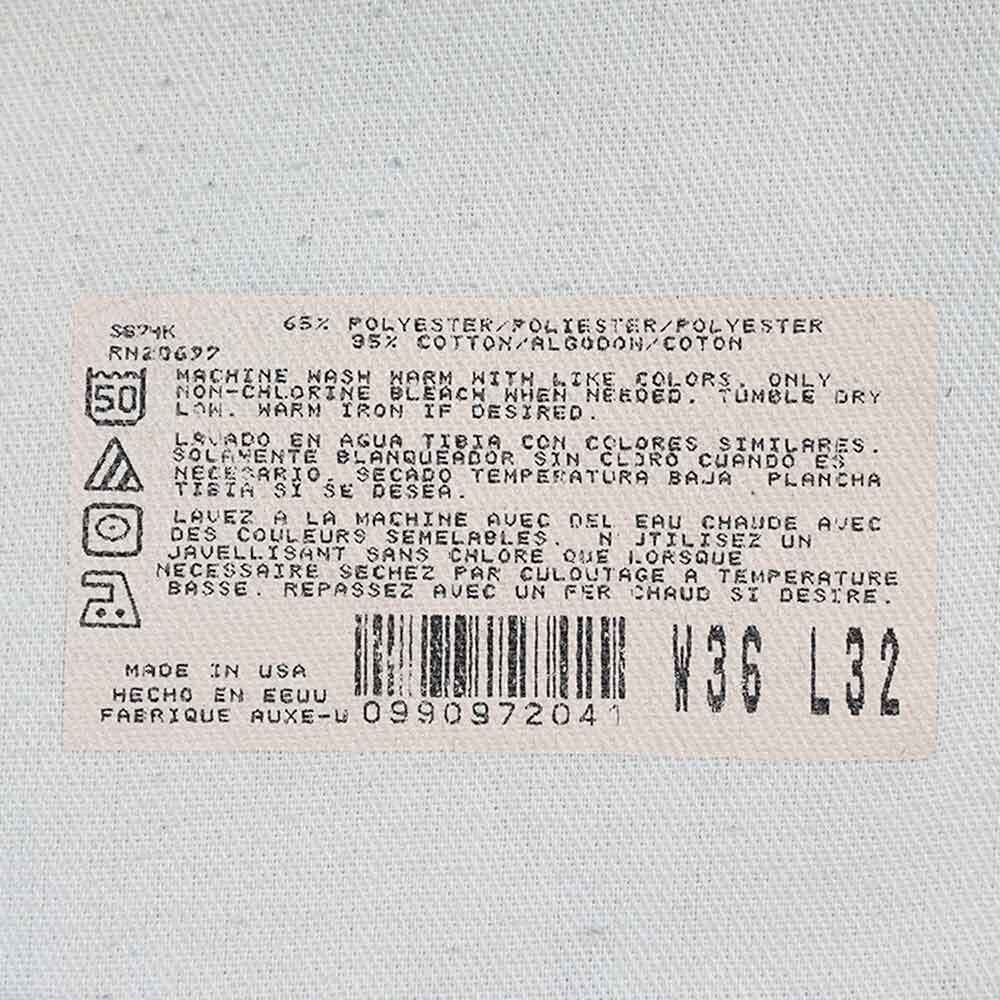 S874K
RN20697
65% POLYESTER/POLIESTER/POLYESTER
35% COTTON/ALGODON/COTON
50
MACHINE WASH WARM WITH LIKE COLORS. ONLY
NON-CHLORINE BLEACH WHEN NEEDED. TUMBLE DRY
LOW. WARM IRON IF DESIRED.
LAVADO EN AGUA TIBIA CON COLORES SIMILARES.
SOLAMENTE BLANQUEADOR SIN CLORO CUANDO ES
NECESARIO. SECADO TEMPERATURA BAJA PLANCHA
TIBIA SI SE DESEA.
LAVEZ A LA MACHINE AVEC DEL EAU CHAUDE AVEC
DES COULEURS SEMELABLES. N UTILISEZ UN
JAVELLISANT SANS CHLORE QUE LORSQUE
NECESSAIRE SECHEZ PAR CULOUTAGE A TEMPERATURE
BASSE. REPASSEZ AVEC UN FER CHAUD SI DESIRE.
MADE IN USA
HECHO EN EEUU
FABRIQUE AUXE-U
0990972041
W36 L32